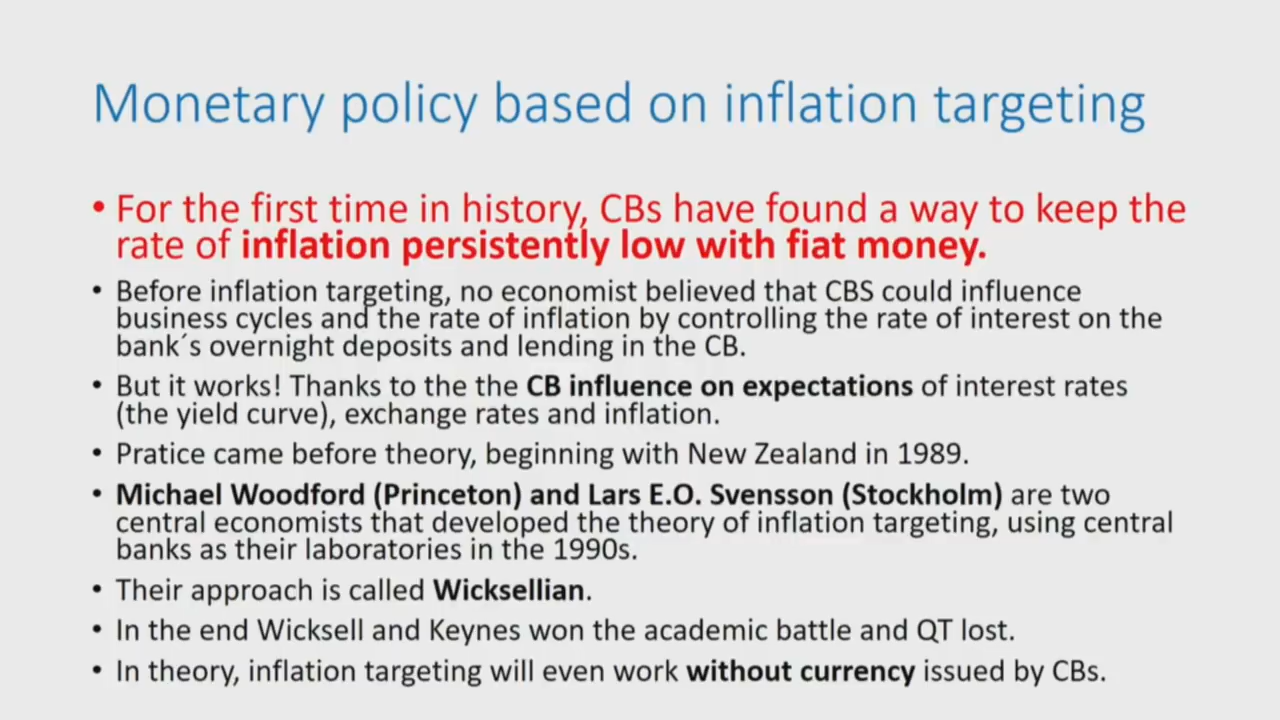 Monetary policy based on inflation targeting
• For the first time in history, CBs have found a way to keep the
rate of inflation persistently low with fiat money.
• Before inflation targeting, no economist believed that CBS could influence
business cycles and the rate of inflation by controlling the rate of interest on the
bank´s overnight deposits and lending in the CB.
• But it works! Thanks to the the CB influence on expectations of interest rates
(the yield curve), exchange rates and inflation.
• Pratice came before theory, beginning with New Zealand in 1989.
• Michael Woodford (Princeton) and Lars E.O. Svensson (Stockholm) are two
central economists that developed the theory of inflation targeting, using central
banks as their laboratories in the 1990s.
• Their approach is called Wicksellian.
• In the end Wicksell and Keynes won the academic battle and QT lost.
• In theory, inflation targeting will even work without currency issued by CBs.